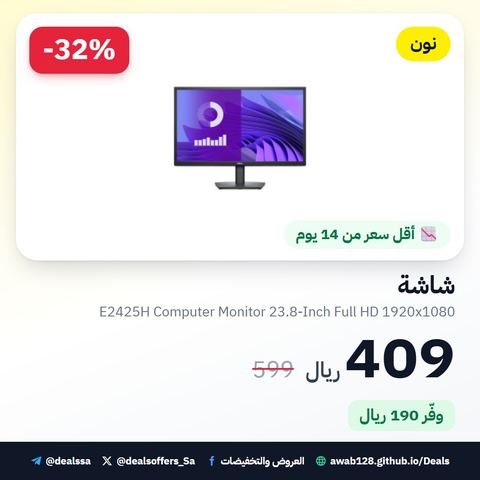 -32%
نون
أقل سعر من 14 يوم
شاشة
E2425H Computer Monitor 23.8-Inch Full HD 1920x1080
409 ريال 599
وفّر 190 ريال
@dealssa @dealsoffers_Sa العروض والتخفيضات awab128.github.io/Deals